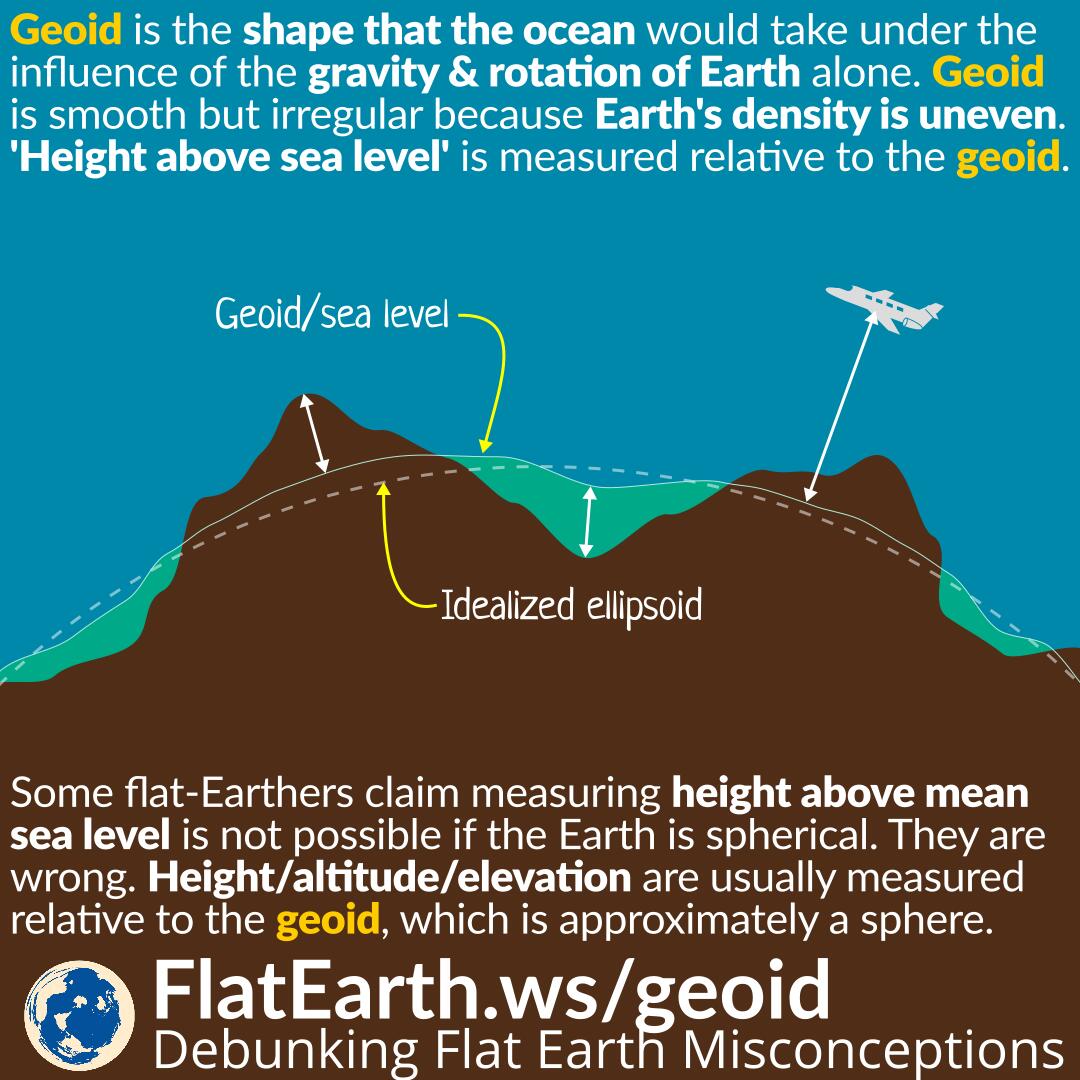 Geoid is the shape that the ocean would take under the
influence of the gravity & rotation of Earth alone. Geoid
is smooth but irregular because Earth's density is uneven.
'Height above sea level' is measured relative to the geoid.
Geoid/sea level
Idealized ellipsoid
Some flat-Earthers claim measuring height above mean
sea level is not possible if the Earth is spherical. They are
wrong. Height/altitude/elevation are usually measured
relative to the geoid, which is approximately a sphere.
FlatEarth.ws/geoid
Debunking Flat Earth Misconceptions